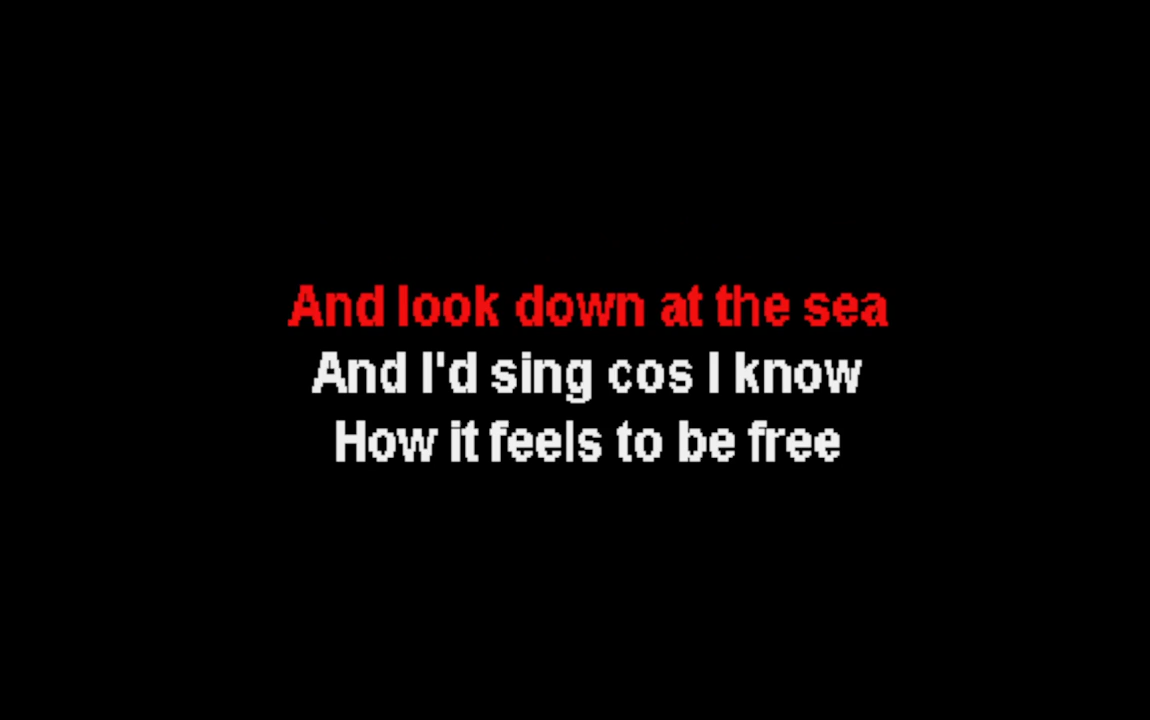 And look down at the sea
And I'd sing cos I know
How it feels to be free